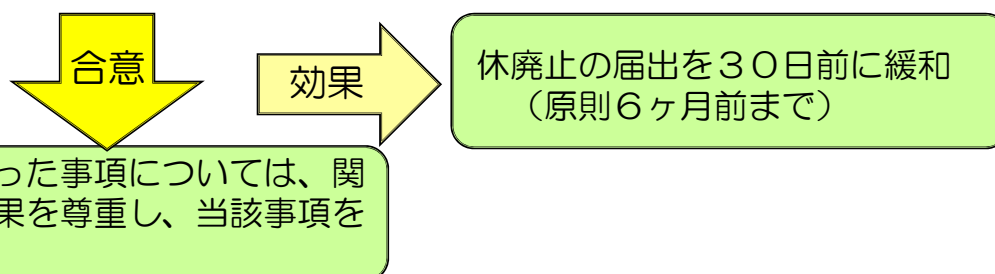 合意
効果
休廃止の届出を３０日前に緩和
（原則６ヶ月前まで）
った事項については、関
果を尊重し、当該事項を